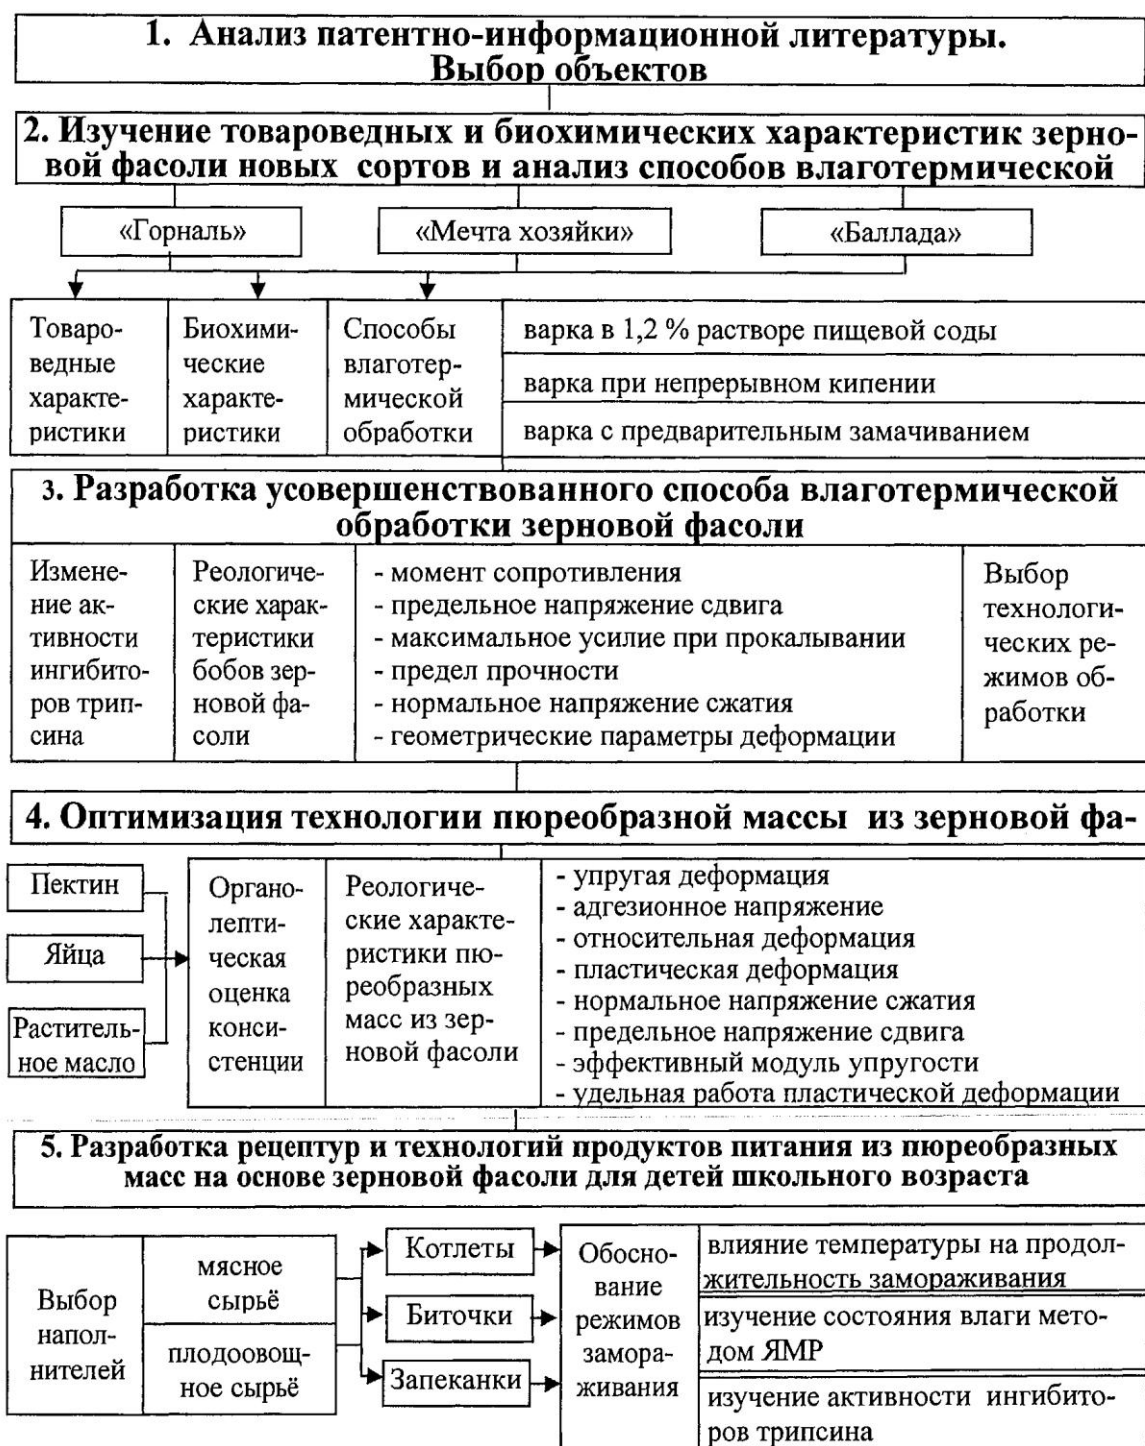 1. Анализ патентно-информационной литературы.
Выбор объектов
2. Изучение товароведных и биохимических характеристик зерно-
вой фасоли новых сортов и анализ способов влаготермической
«Горналь»
«Мечта хозяйки»
«Баллада»
Товаро-
ведные
характе-
ристики
Биохими-
ческие
характе-
ристики
Способы
влаготер-
мической
обработки
варка в 1,2 % растворе пищевой соды
варка при непрерывном кипении
варка с предварительным замачиванием
3. Разработка усовершенствованного способа влаготермической
обработки зерновой фасоли
Измене-
ние ак-
тивности
ингибито-
ров трип-
сина
Реологиче-
ские харак-
теристики
бобов зер-
новой фа-
соли
- момент сопротивления
- предельное напряжение сдвига
- максимальное усилие при прокалывании
- предел прочности
- нормальное напряжение сжатия
- геометрические параметры деформации
Выбор
технологи-
ческих ре-
жимов об-
работки
4. Оптимизация технологии пюреобразной массы из зерновой фа-
Пектин
Яйца
Раститель-
ное масло
Органо-
лепти-
ческая
оценка
конси-
стенции
Реологиче-
ские характе-
ристики пю-
реобразных
масс из зер-
новой фасоли
- упругая деформация
- адгезионное напряжение
- относительная деформация
- пластическая деформация
- нормальное напряжение сжатия
- предельное напряжение сдвига
- эффективный модуль упругости
- удельная работа пластической деформации
5. Разработка рецептур и технологий продуктов питания из пюреобразных
масс на основе зерновой фасоли для детей школьного возраста
Выбор
напол-
нителей
мясное
сырьё
плодоовощ-
ное сырьё
Котлеты
Биточки
Запеканки
Обосно-
вание
режимов
замора-
живания
влияние температуры на продол-
жительность замораживания
изучение состояния влаги мето-
дом ЯМР
изучение активности ингибито-
ров трипсина